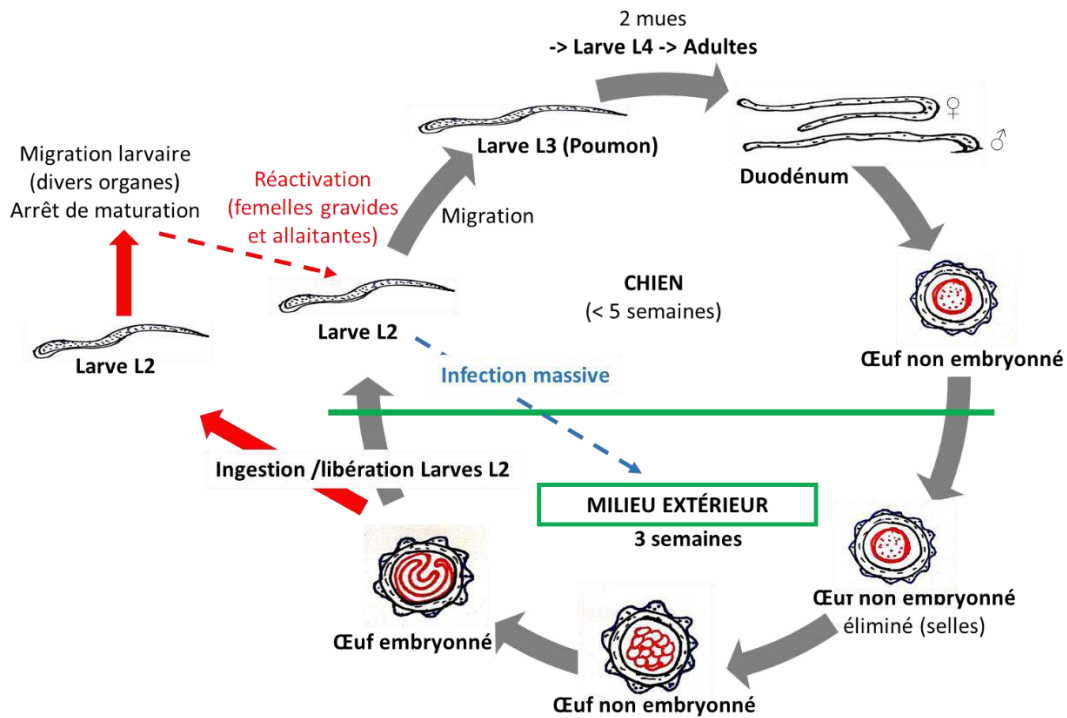 2 mues
-> Larve L4 -> Adultes
♀
♂
Larve L3 (Poumon)
Duodénum
Migration larvaire
(divers organes)
Arrêt de maturation
Réactivation
(femelles gravides
et allaitantes)
Migration
CHIEN
(< 5 semaines)
Larve L2
Larve L2
Œuf non embryonné
Infection massive
Ingestion /libération Larves L2
MILIEU EXTÉRIEUR
3 semaines
Œuf non embryonné
éliminé (selles)
Œuf embryonné
Œuf non embryonné